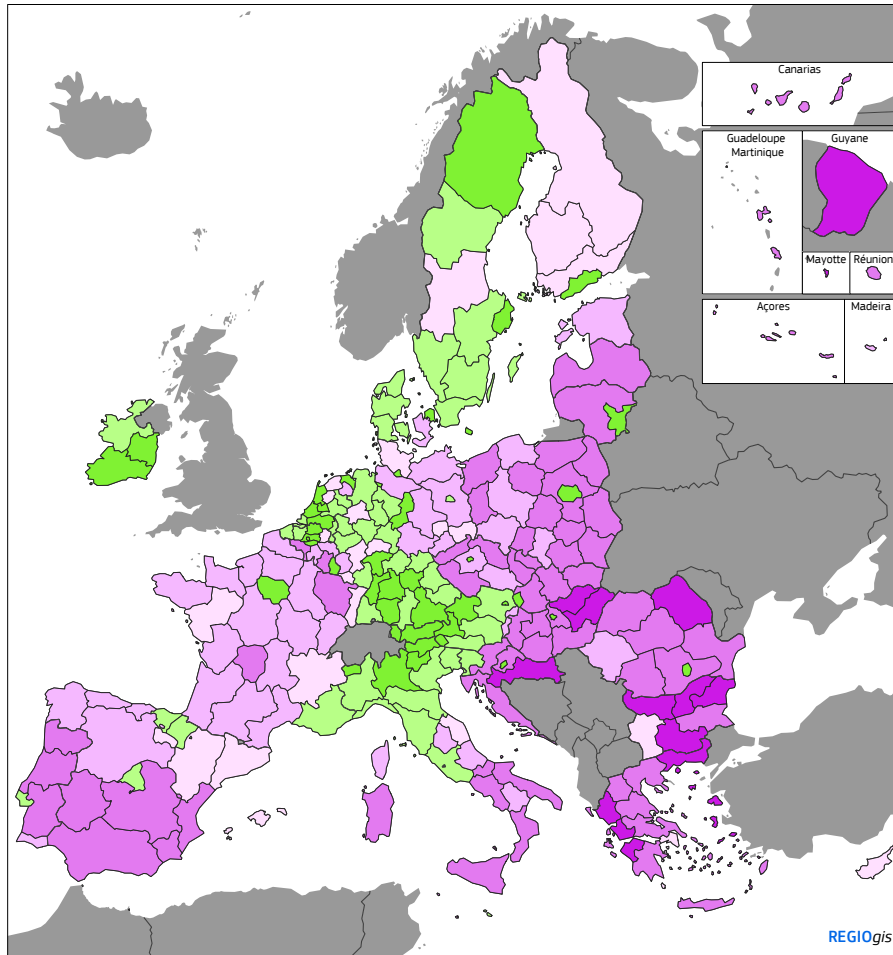 Canarias
Guadeloupe
Martinique
Guyane
Mayotte
Réunion
Açores
Madeira
REGIOgis